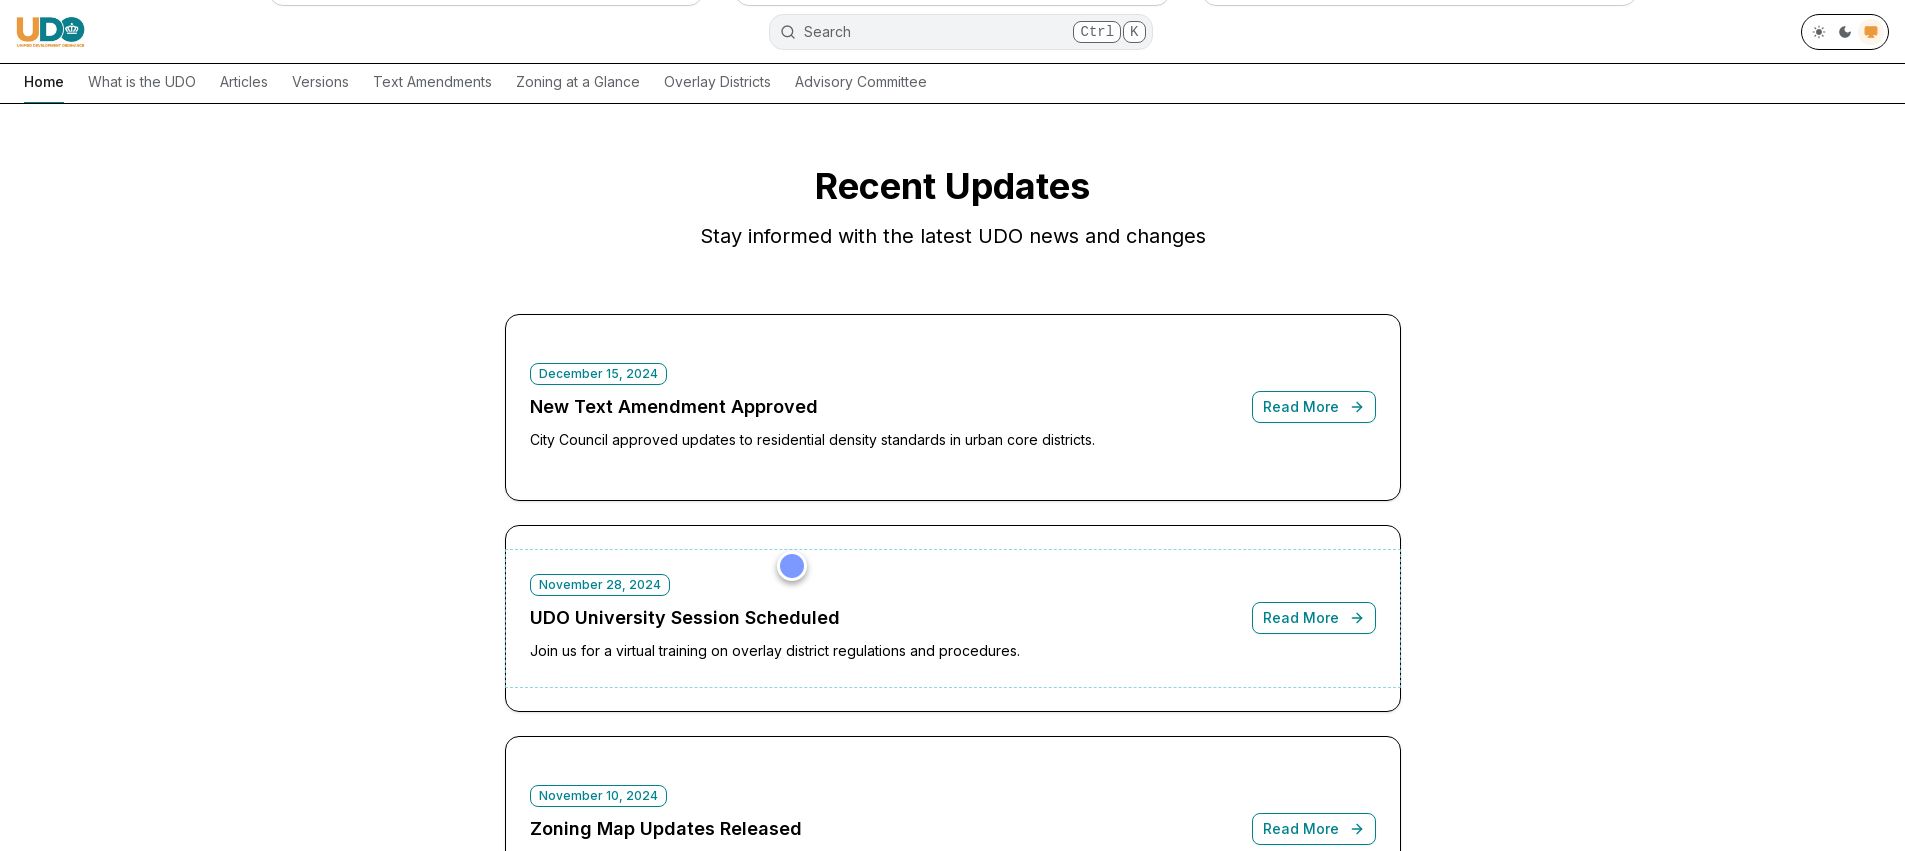 UDO
UNIFIED DEVELOPMENT ORDINANCE
Search
Ctrl K
Home What is the UDO Articles Versions Text Amendments Zoning at a Glance Overlay Districts Advisory Committee
Recent Updates
Stay informed with the latest UDO news and changes
December 15, 2024
New Text Amendment Approved
Read More
City Council approved updates to residential density standards in urban core districts.
November 28, 2024
UDO University Session Scheduled
Read More
Join us for a virtual training on overlay district regulations and procedures.
November 10, 2024
Zoning Map Updates Released
Read More